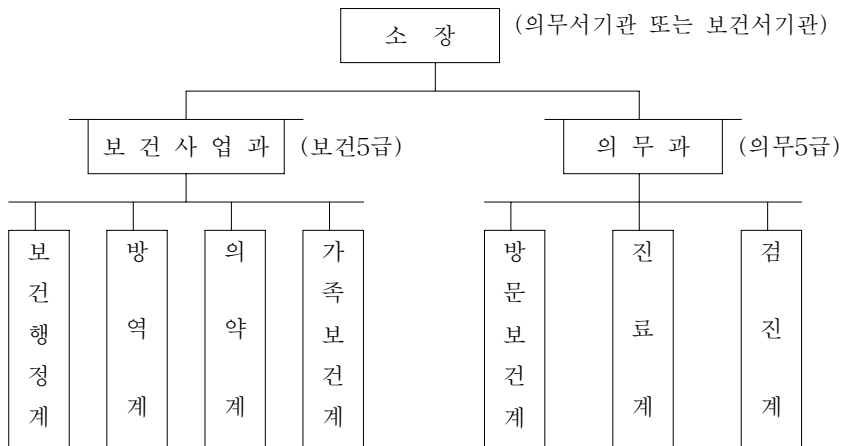 소 장 (의무서기관 또는 보건서기관)
보 건 사 업 과 (보건5급)
의 무 과 (의무5급)
보건행정계
방역계
의약계
가족보건계
방문보건계
진료계
검진계